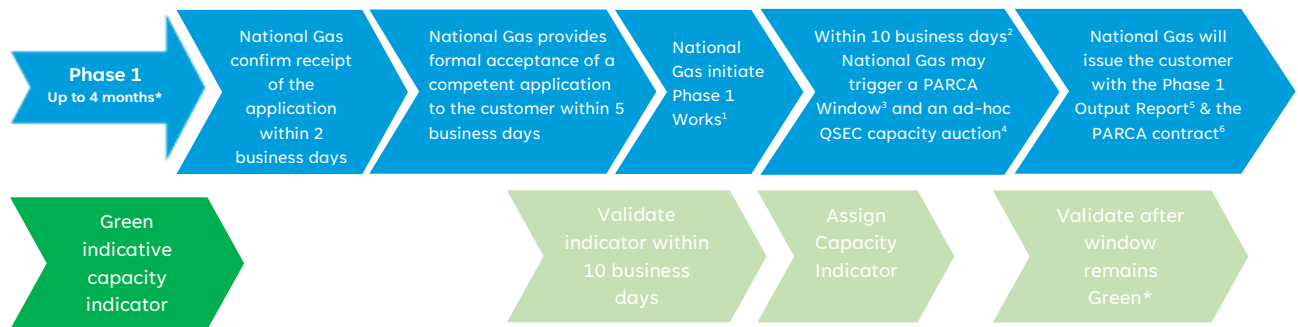 Phase 1
Up to 4 months*
National Gas
confirm receipt
of the
application
within 2
business days
National Gas provides
formal acceptance of a
competent application
to the customer within 5
business days
National
Gas initiate
Phase 1
Works¹
Within 10 business days²
National Gas may
trigger a PARCA
Window³ and an ad-hoc
QSEC capacity auction⁴
National Gas will
issue the customer
with the Phase 1
Output Report⁵ & the
PARCA contract⁶
Green
indicative
capacity
indicator
Validate
indicator within
10 business
days
Assign
Capacity
Indicator
Validate after
window
remains
Green*